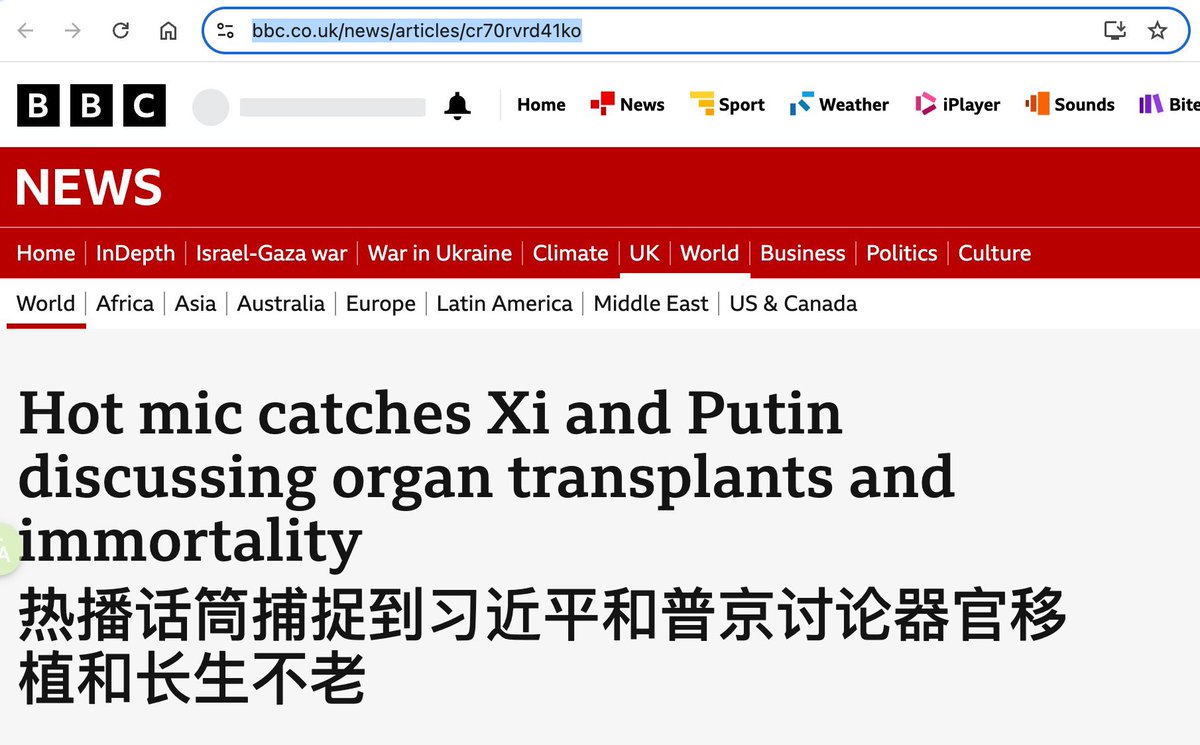 bbc.co.uk/news/articles/cr70rvrd41ko
BBC Home News Sport Weather iPlayer Sounds Bite
NEWS
Home InDepth Israel-Gaza war War in Ukraine Climate UK World Business Politics Culture
World Africa Asia Australia Europe Latin America Middle East US & Canada
Hot mic catches Xi and Putin
discussing organ transplants and
immortality
A
热播话筒捕捉到习近平和普京讨论器官移
植和长生不老